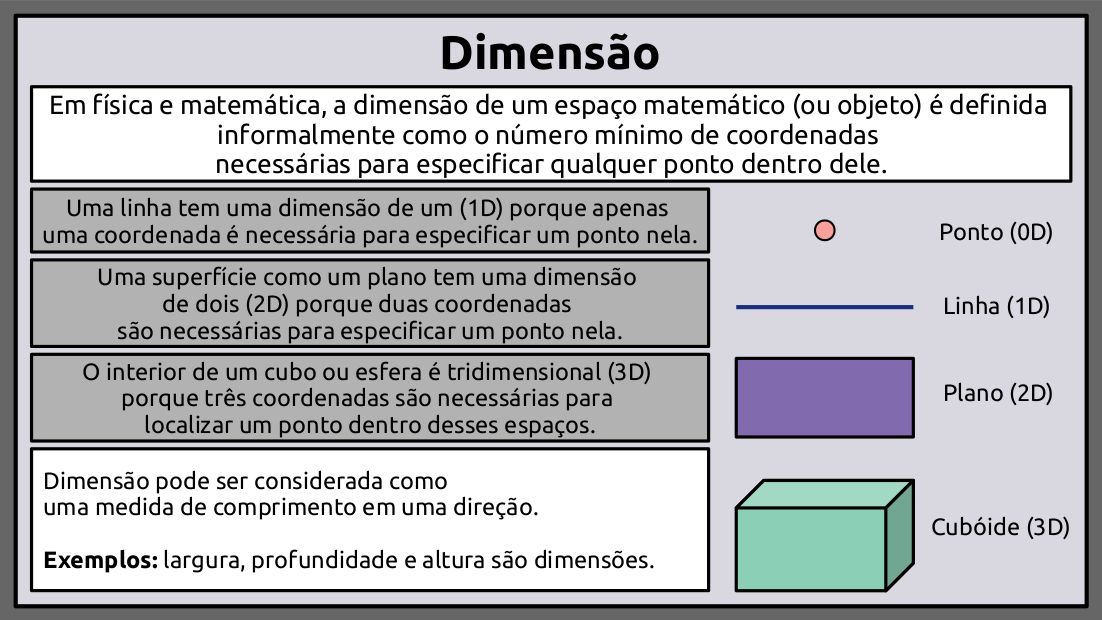 Dimensão
Em física e matemática, a dimensão de um espaço matemático (ou objeto) é definida
informalmente como o número mínimo de coordenadas
necessárias para especificar qualquer ponto dentro dele.
Uma linha tem uma dimensão de um (1D) porque apenas
uma coordenada é necessária para especificar um ponto nela.
Uma superfície como um plano tem uma dimensão
de dois (2D) porque duas coordenadas
são necessárias para especificar um ponto nela.
O interior de um cubo ou esfera é tridimensional (3D)
porque três coordenadas são necessárias para
localizar um ponto dentro desses espaços.
Dimensão pode ser considerada como
uma medida de comprimento em uma direção.
Exemplos: largura, profundidade e altura são dimensões.
Ponto (0D)
Linha (1D)
Plano (2D)
Cubóide (3D)